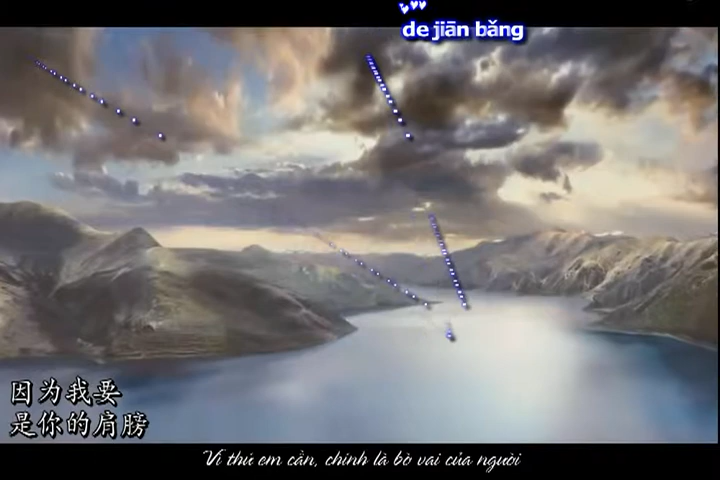 de jiān bǎng
因为我要
是你的肩膀
Vì thứ em cần, chính là bờ vai của người